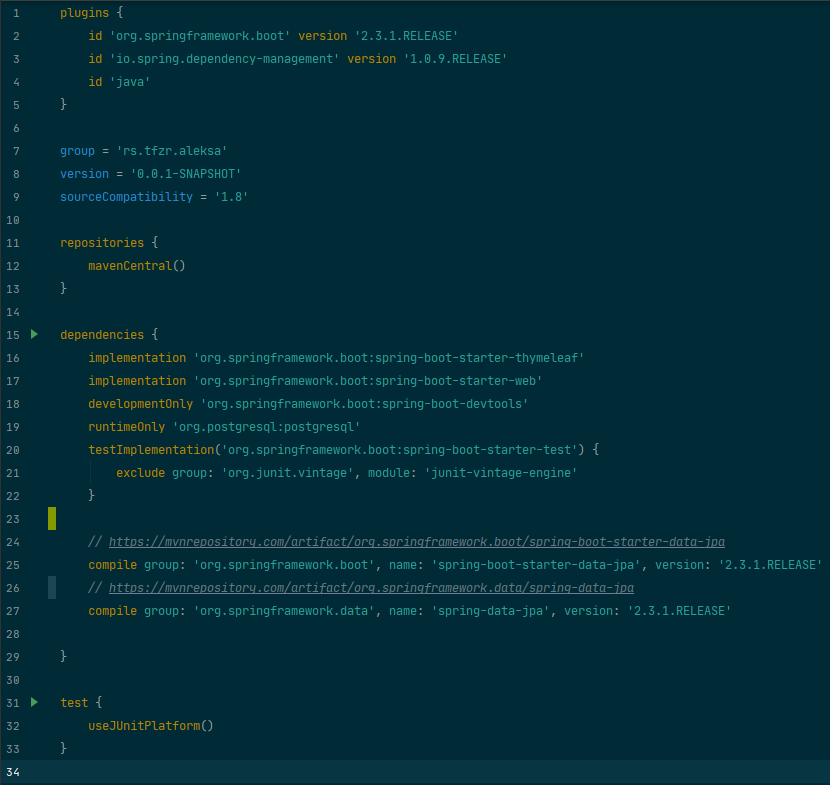 1 plugins {
2 id 'org.springframework.boot' version '2.3.1.RELEASE'
3 id 'io.spring.dependency-management' version '1.0.9.RELEASE'
4 id 'java'
5 }
6
7 group = 'rs.tfzr.aleksa'
8 version = '0.0.1-SNAPSHOT'
9 sourceCompatibility = '1.8'
10
11 repositories {
12 mavenCentral()
13 }
14
15 dependencies {
16 implementation 'org.springframework.boot:spring-boot-starter-thymeleaf'
17 implementation 'org.springframework.boot:spring-boot-starter-web'
18 developmentOnly 'org.springframework.boot:spring-boot-devtools'
19 runtimeOnly 'org.postgresql:postgresql'
20 testImplementation('org.springframework.boot:spring-boot-starter-test') {
21 exclude group: 'org.junit.vintage', module: 'junit-vintage-engine'
22 }
23
24 // https://mvnrepository.com/artifact/org.springframework.boot/spring-boot-starter-data-jpa
25 compile group: 'org.springframework.boot', name: 'spring-boot-starter-data-jpa', version: '2.3.1.RELEASE'
26 // https://mvnrepository.com/artifact/org.springframework.data/spring-data-jpa
27 compile group: 'org.springframework.data', name: 'spring-data-jpa', version: '2.3.1.RELEASE'
28
29 }
30
31 test {
32 useJUnitPlatform()
33 }
34